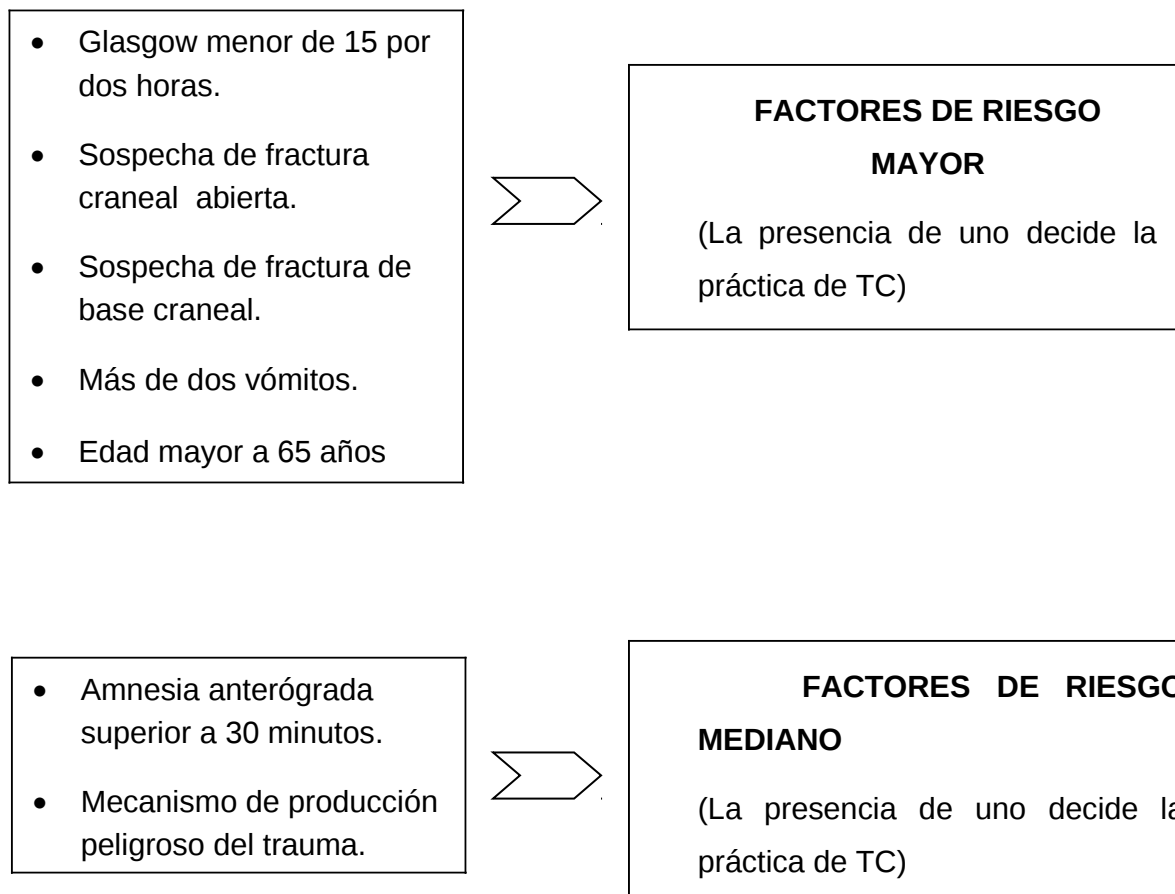 • Glasgow menor de 15 por
dos horas.
• Sospecha de fractura
craneal abierta.
• Sospecha de fractura de
base craneal.
• Más de dos vómitos.
• Edad mayor a 65 años
FACTORES DE RIESGO
MAYOR
(La presencia de uno decide la
práctica de TC)
• Amnesia anterógrada
superior a 30 minutos.
• Mecanismo de producción
peligroso del trauma.
FACTORES DE RIESGO
MEDIANO
(La presencia de uno decide la
práctica de TC)